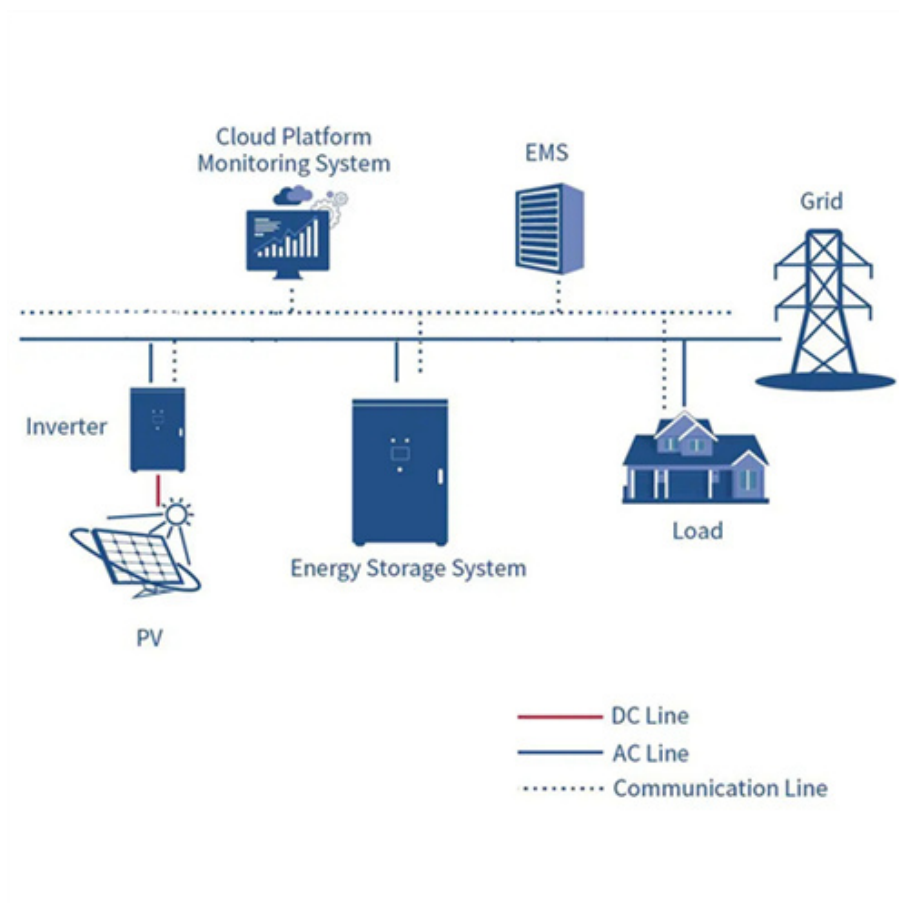 Cloud Platform
Monitoring System
EMS
Grid
Inverter
Load
Energy Storage System
PV
DC Line
AC Line
Communication Line